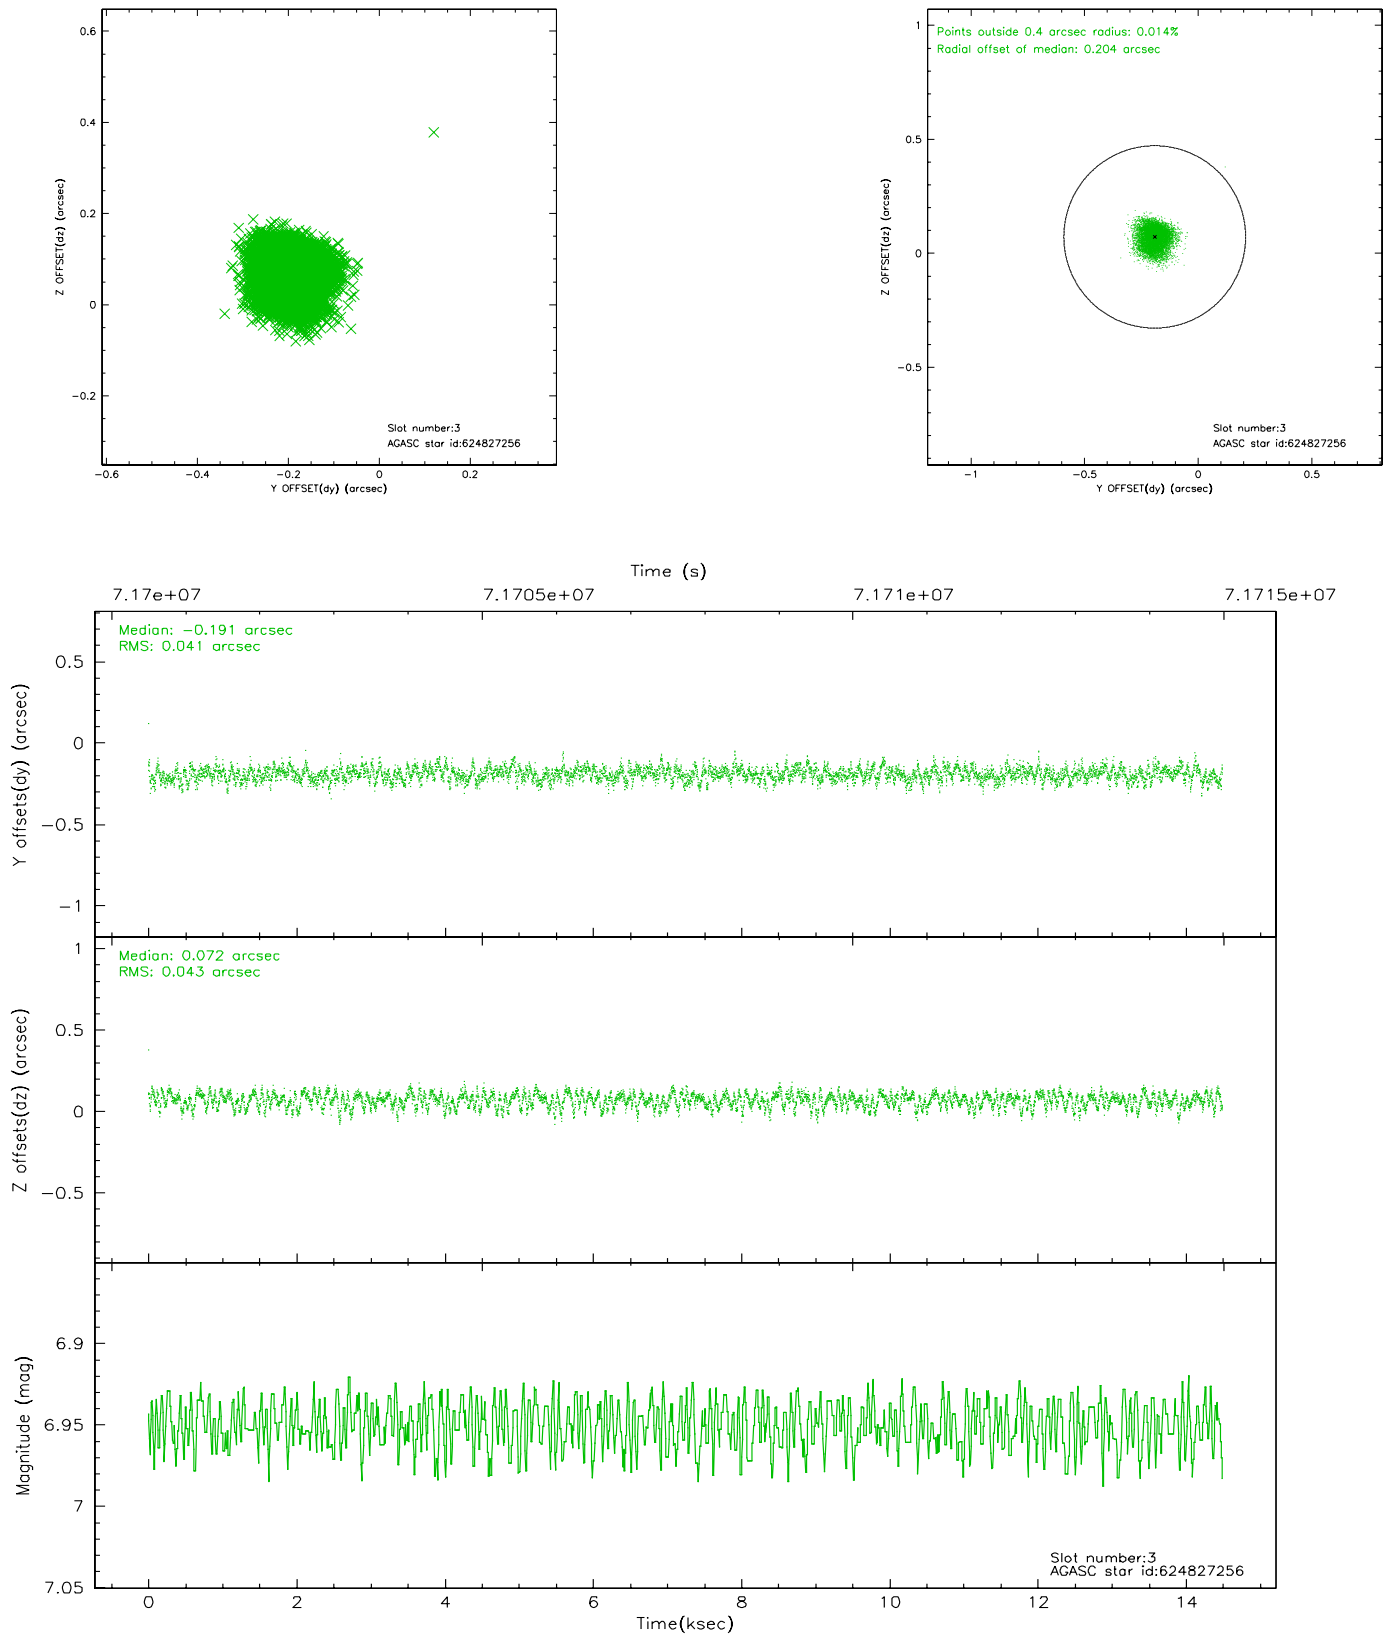 0.6
0.4
0.2
0
−0.2
Z OFFSET(dz) (arcsec)
Slot number:3
AGASC star id:624827256
−0.6
−0.4
−0.2
0
0.2
Y OFFSET(dy) (arcsec)
Points outside 0.4 arcsec radius: 0.014%
Radial offset of median: 0.204 arcsec
1
0.5
0
−0.5
Z OFFSET(dz) (arcsec)
Slot number:3
AGASC star id:624827256
−1
−0.5
0
0.5
Y OFFSET(dy) (arcsec)
Time (s)
7.17e+07
7.1705e+07
7.171e+07
7.1715e+07
Median: −0.191 arcsec
RMS: 0.041 arcsec
0.5
0
−0.5
−1
Y offsets(dy) (arcsec)
Median: 0.072 arcsec
RMS: 0.043 arcsec
1
0.5
0
−0.5
Z offsets(dz) (arcsec)
6.9
6.95
7
7.05
Magnitude (mag)
Slot number:3
AGASC star id:624827256
0
2
4
6
8
10
12
14
Time(ksec)